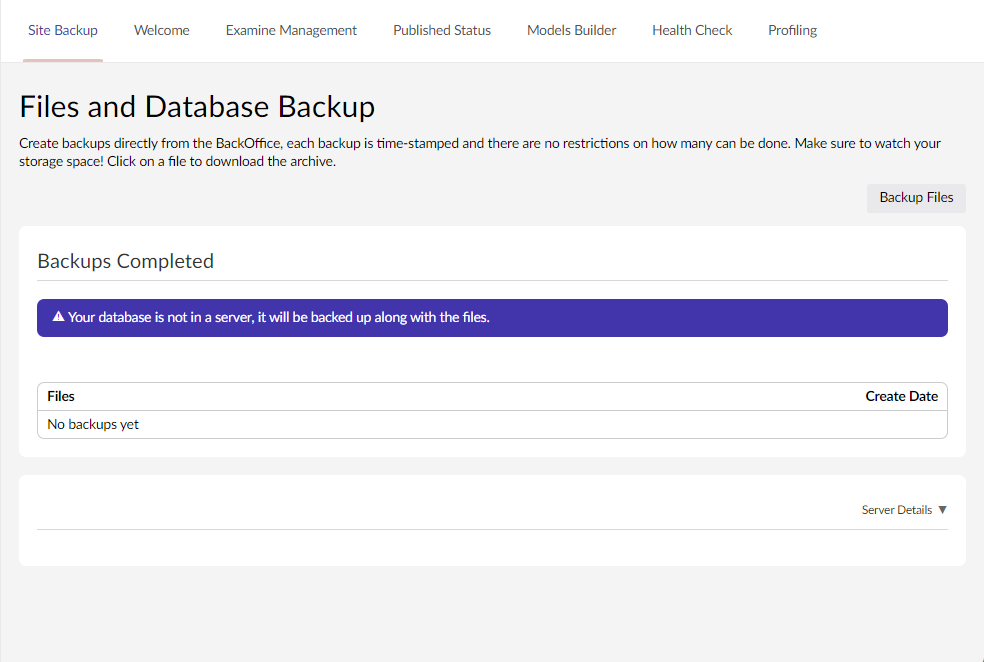 Site Backup Welcome Examine Management Published Status Models Builder Health Check Profiling
Files and Database Backup
Create backups directly from the BackOffice, each backup is time-stamped and there are no restrictions on how many can be done. Make sure to watch your
storage space! Click on a file to download the archive.
Backup Files
Backups Completed
Your database is not in a server, it will be backed up along with the files.
Files Create Date
No backups yet
Server Details ▼